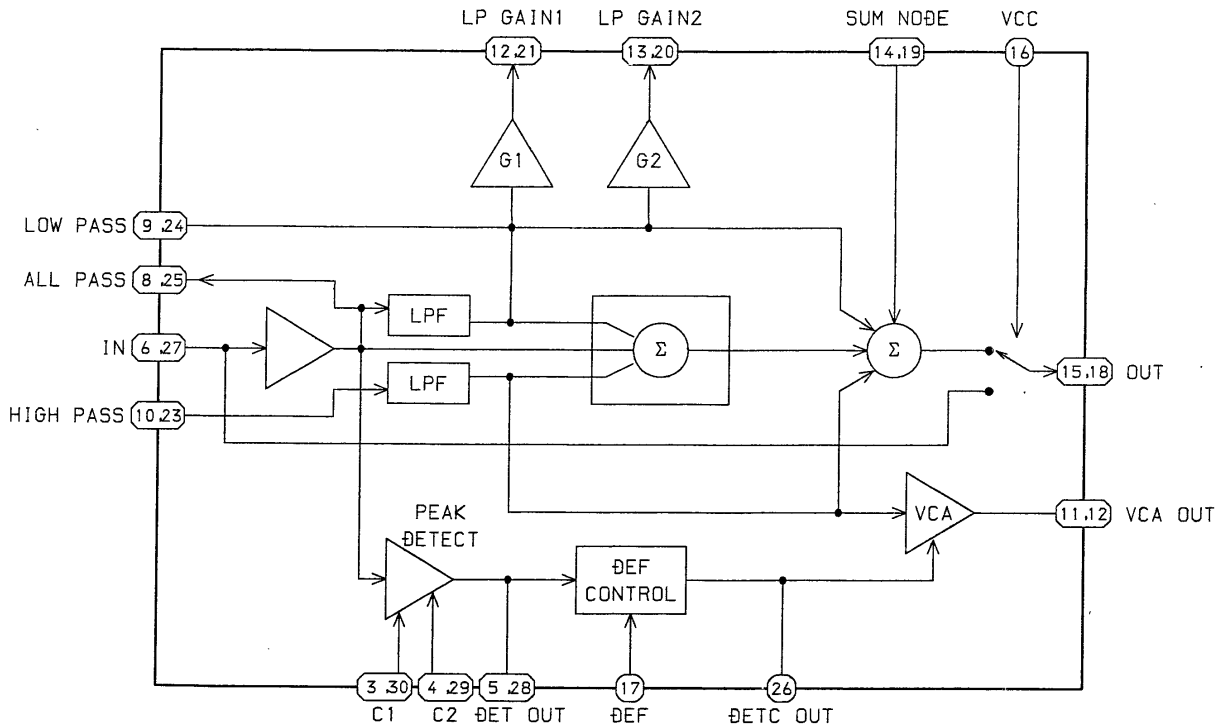 LP GAIN1 LP GAIN2 SUM NODE VCC
12,21 13,20 14,19 16
G1 G2
LOW PASS 9,24
ALL PASS 8,25
LPF
IN 6,27
Σ Σ
LPF
15,18 OUT
HIGH PASS 10,23
PEAK
DETECT
VCA 11,12 VCA OUT
DEF
CONTROL
3,30 4,29 5,28 17 26
C1 C2 DET OUT DEF DETC OUT